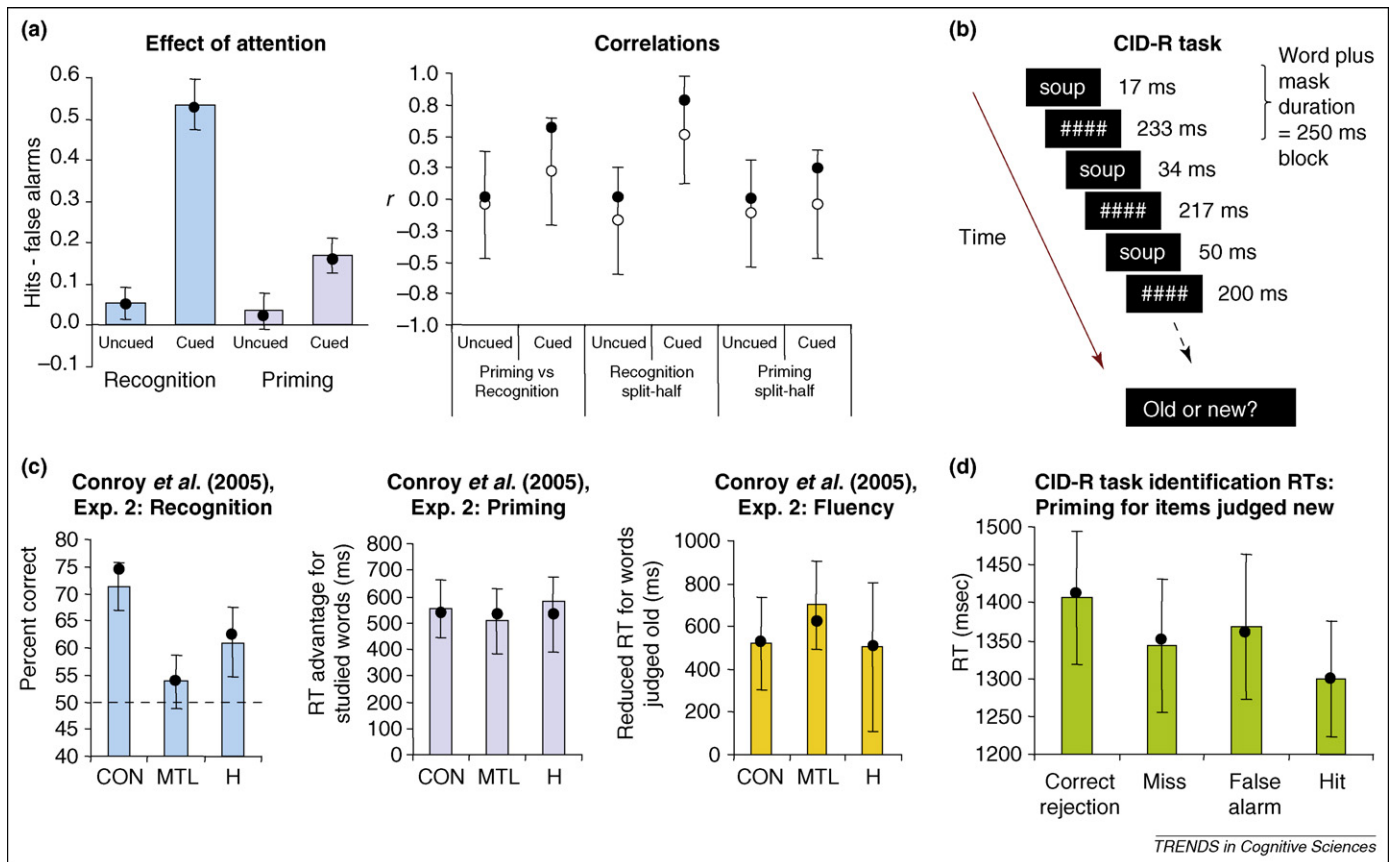 (a)
Effect of attention
Hits - false alarms
0.6
0.5
0.4
0.3
0.2
0.1
0.0
−0.1
Uncued Cued Uncued Cued
Recognition Priming
Correlations
r
1.0
0.8
0.5
0.3
0.0
−0.3
−0.5
−0.8
−1.0
Uncued Cued Uncued Cued Uncued Cued
Priming vs Recognition
Recognition split-half
Priming split-half
(b)
CID-R task
soup 17 ms
#### 233 ms
soup 34 ms
#### 217 ms
soup 50 ms
#### 200 ms
Word plus
mask
duration
= 250 ms
block
Time
Old or new?
(c)
Conroy et al. (2005),
Exp. 2: Recognition
Percent correct
80
75
70
65
60
55
50
45
40
CON MTL H
Conroy et al. (2005),
Exp. 2: Priming
RT advantage for
studied words (ms)
800
700
600
500
400
300
200
100
0
CON MTL H
Conroy et al. (2005),
Exp. 2: Fluency
Reduced RT for words
judged old (ms)
1000
800
600
400
200
0
CON MTL H
(d)
CID-R task identification RTs:
Priming for items judged new
RT (msec)
1500
1450
1400
1350
1300
1250
1200
Correct rejection
Miss
False alarm
Hit
TRENDS in Cognitive Sciences